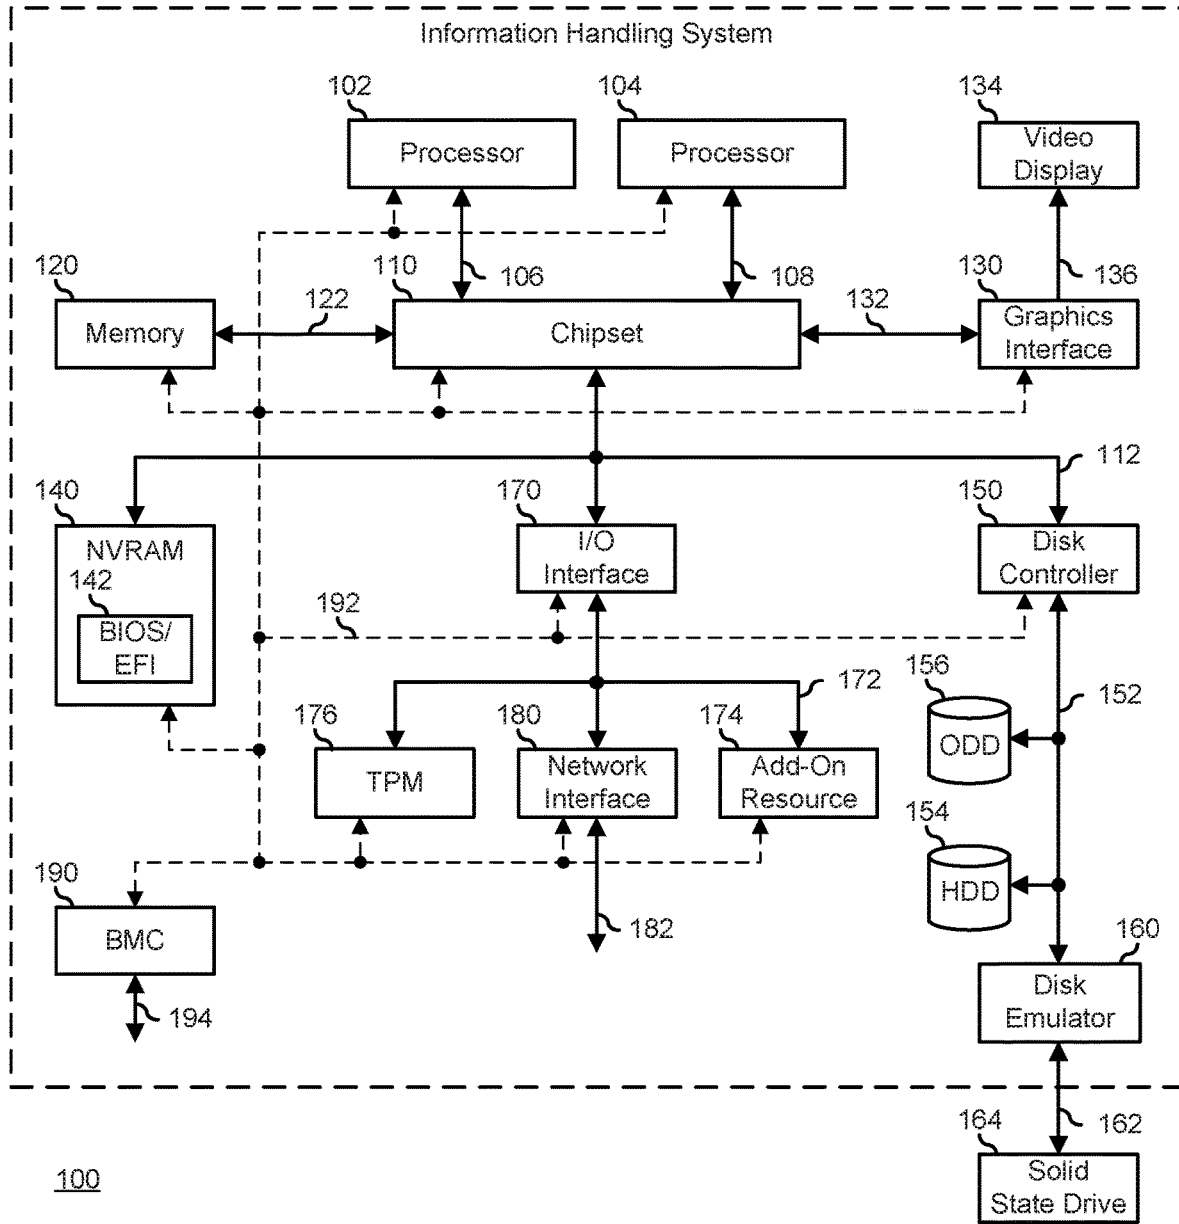 Information Handling System
102
104
134
Processor
Processor
Video
Display
120
110
106
108
130
136
122
132
Memory
Chipset
Graphics
Interface
112
140
170
150
NVRAM
I/O
Interface
Disk
Controller
142
BIOS/
EFI
192
156
172
152
176
180
174
ODD
TPM
Network
Interface
Add-On
Resource
154
190
HDD
BMC
182
160
194
Disk
Emulator
164
162
100
Solid
State Drive